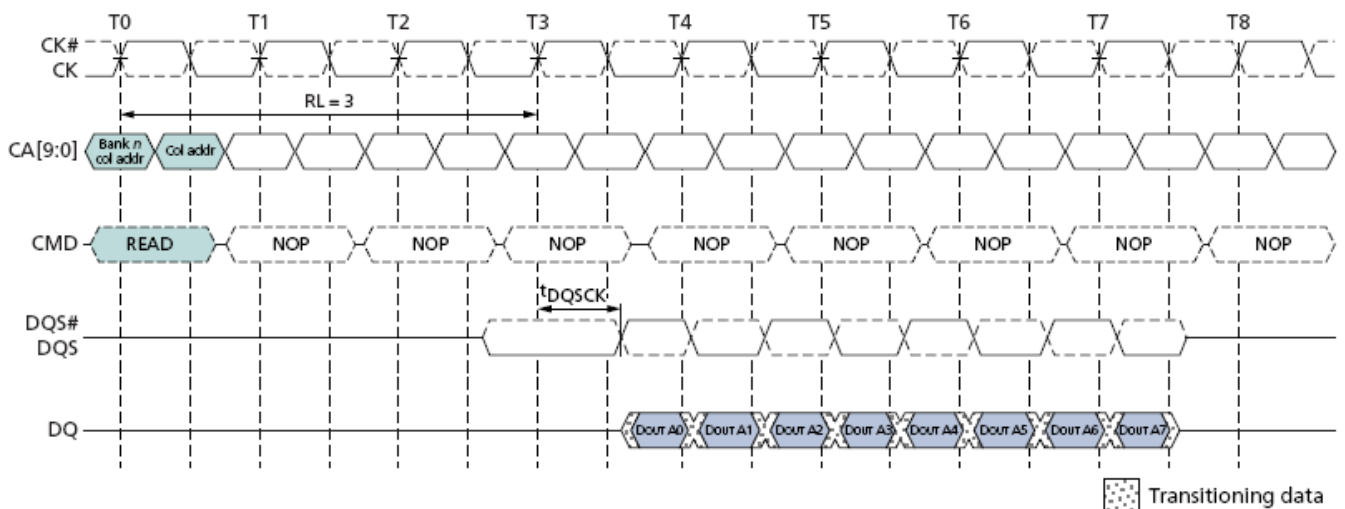 T0 T1 T2 T3 T4 T5 T6 T7 T8
CK#
CK
RL = 3
CA[9:0] Bank n col addr Col addr
CMD READ NOP NOP NOP NOP NOP NOP NOP NOP
tDQSCK
DQS#
DQS
DQ DOUT A0 DOUT A1 DOUT A2 DOUT A3 DOUT A4 DOUT A5 DOUT A6 DOUT A7
Transitioning data